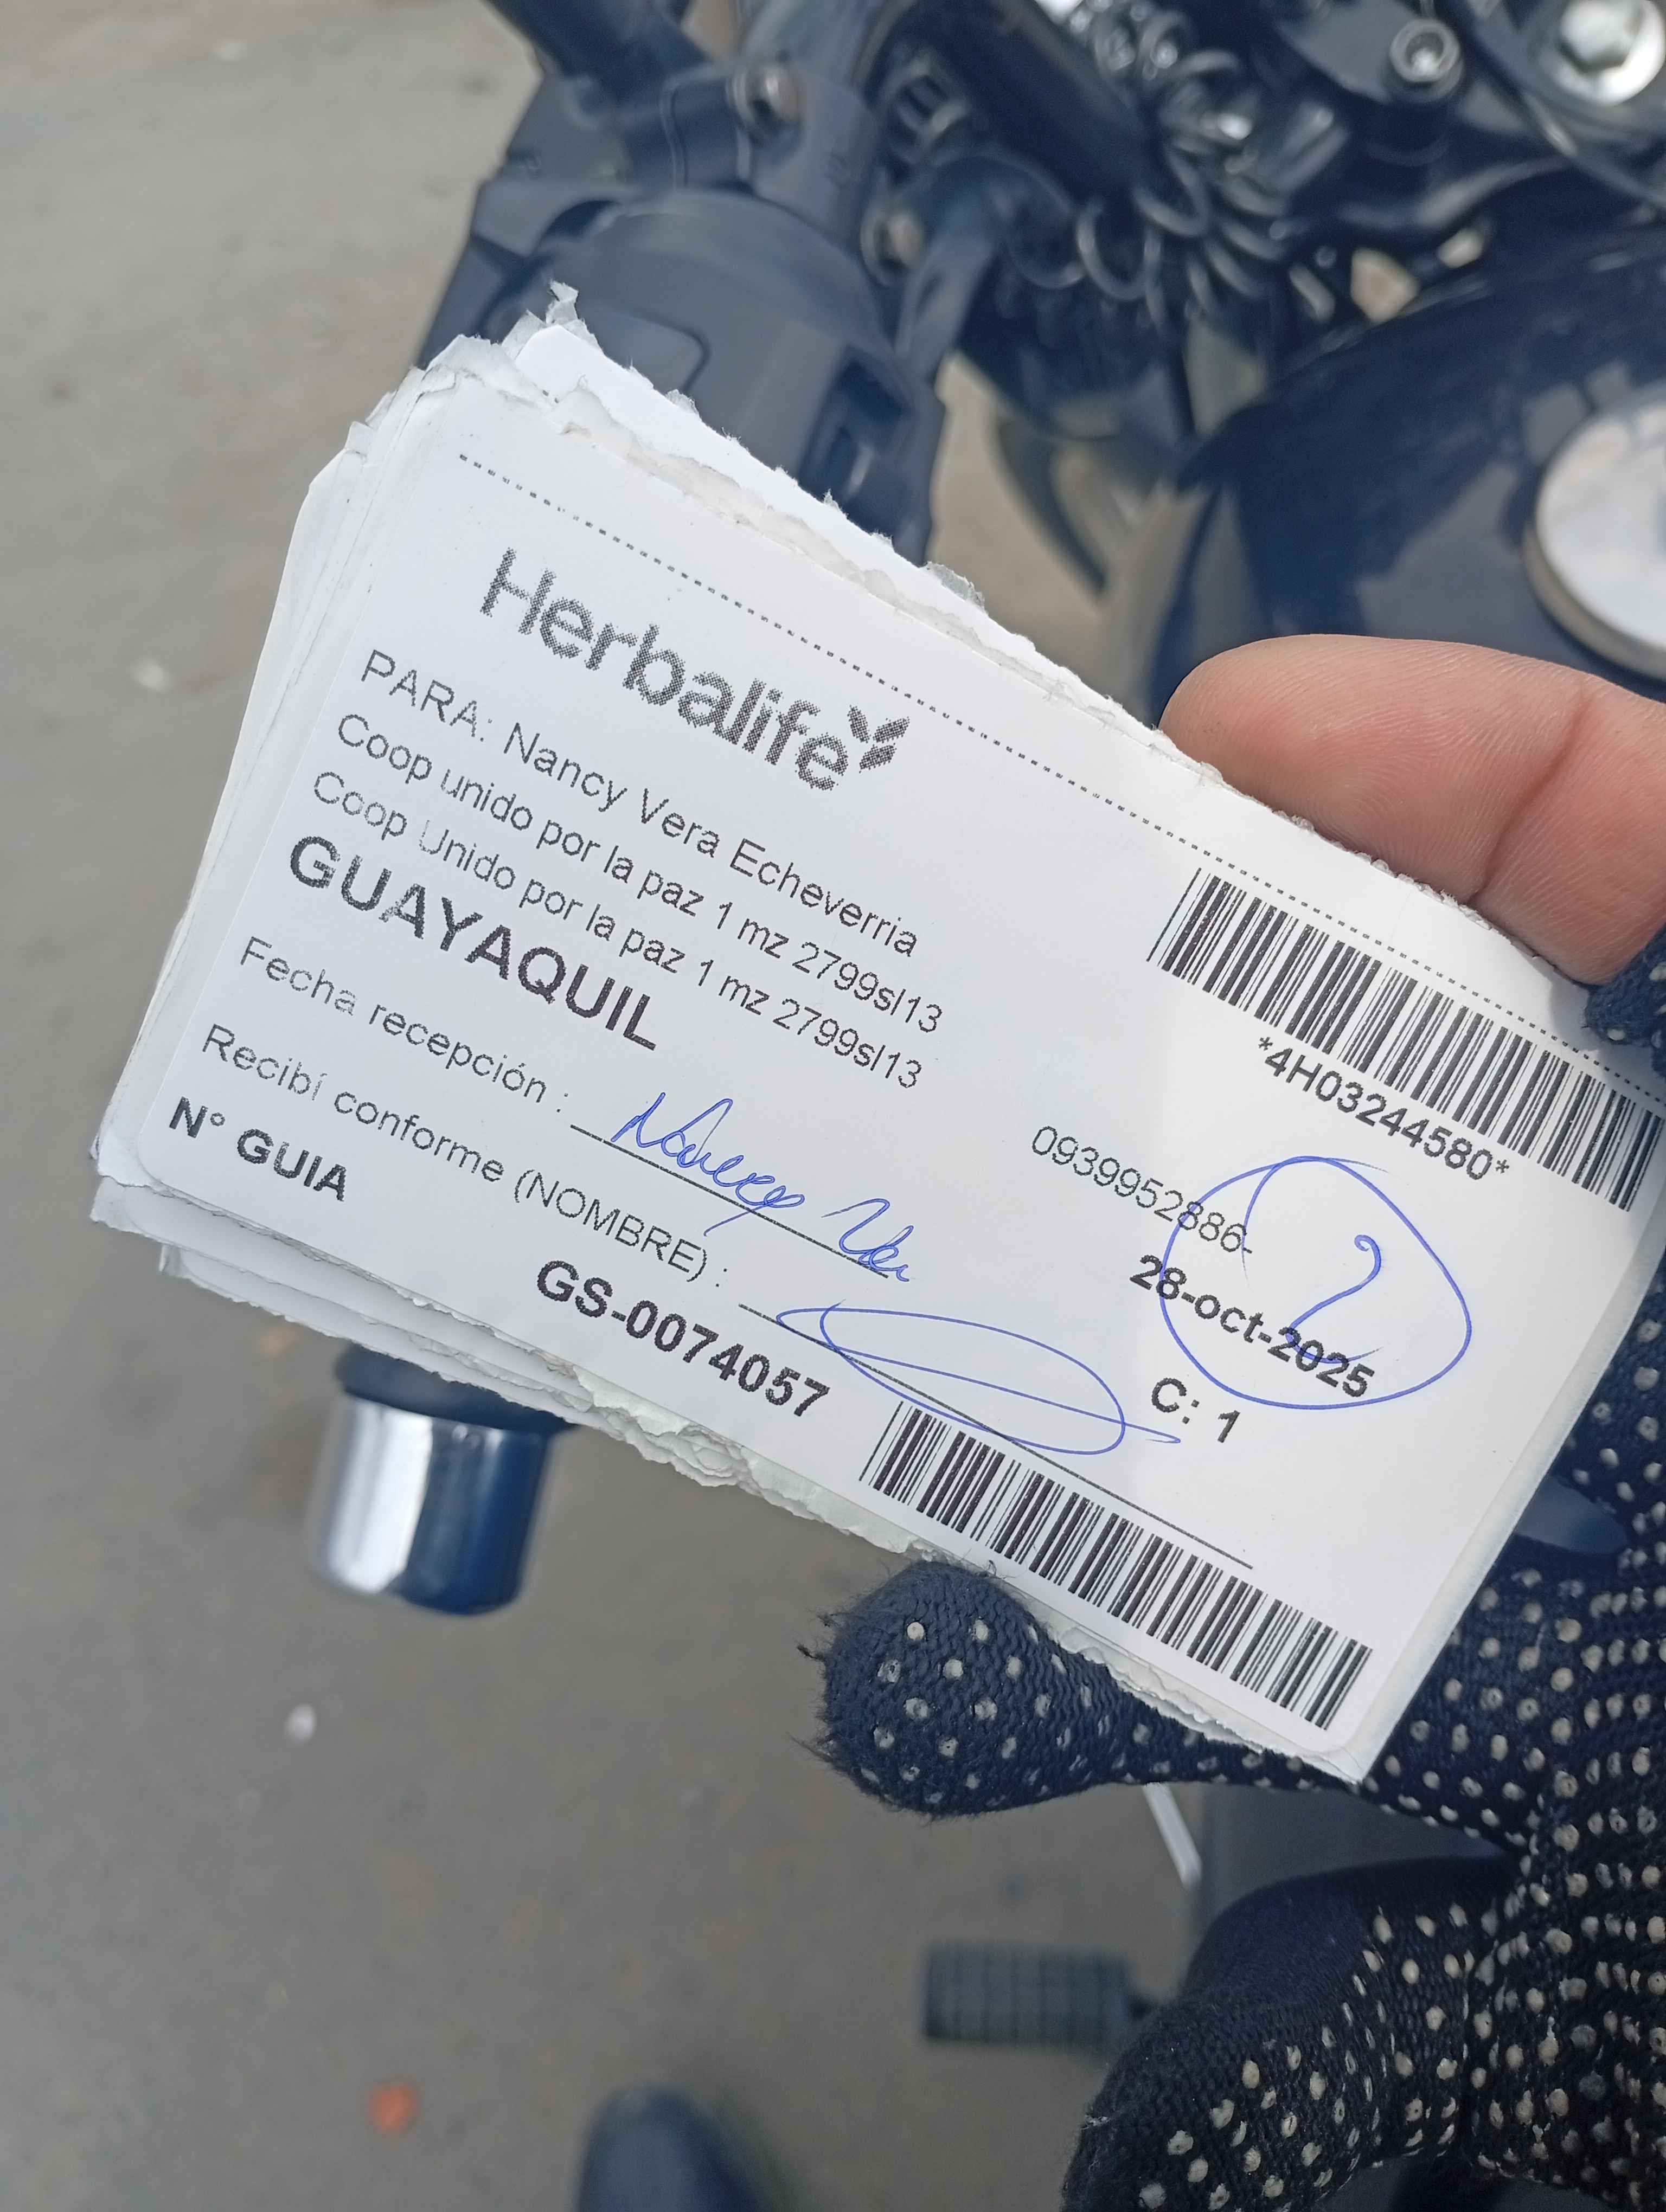 Herbalife
PARA: Nancy Vera Echeverria
Coop unido por la paz 1 mz 2799sl13
Coop Unido por la paz 1 mz 2799sl13
GUAYAQUIL
*4H03244580*
0939952886-
28-oct-2025
C: 1
2
Fecha recepción :
Recibí conforme (NOMBRE) :
N° GUIA
GS-0074057